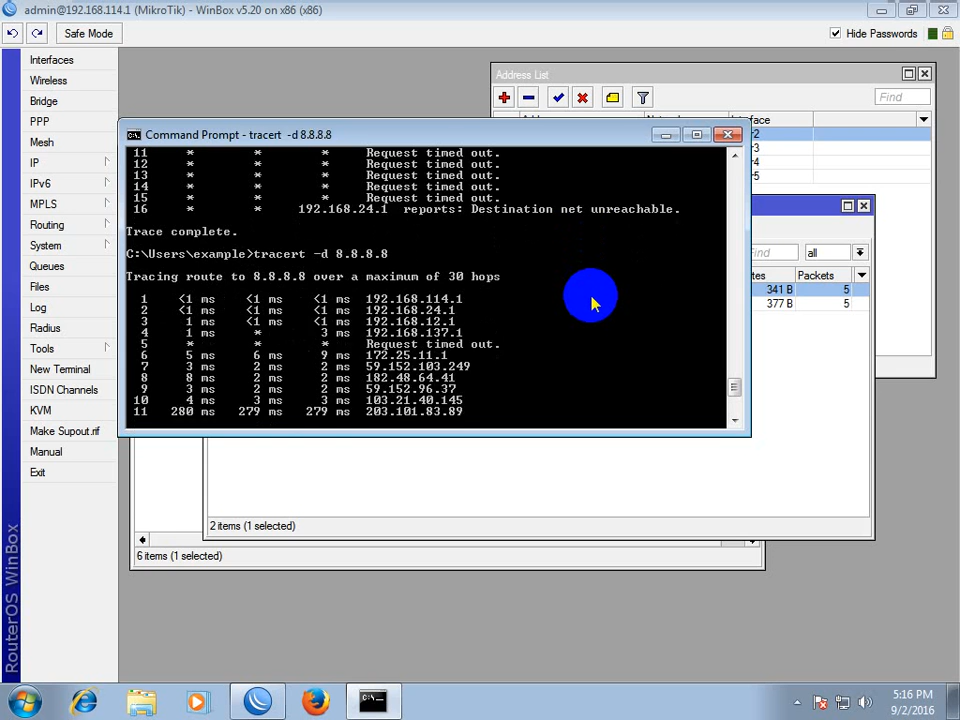 admin@192.168.114.1 (MikroTik) - WinBox v5.20 on x86 (x86)
Safe Mode
Hide Passwords
Interfaces
Wireless
Bridge
PPP
Mesh
IP
IPv6
MPLS
Routing
System
Queues
Files
Log
Radius
Tools
New Terminal
ISDN Channels
KVM
Make Supout.rif
Manual
Exit
RouterOS WinBox
Address List
Find
Interface
Command Prompt - tracert -d 8.8.8.8
11 * * * Request timed out.
12 * * * Request timed out.
13 * * * Request timed out.
14 * * * Request timed out.
15 * * * Request timed out.
16 * * 192.168.24.1 reports: Destination net unreachable.
Trace complete.
C:\Users\example>tracert -d 8.8.8.8
Tracing route to 8.8.8.8 over a maximum of 30 hops
1 <1 ms <1 ms <1 ms 192.168.114.1
2 <1 ms <1 ms <1 ms 192.168.24.1
3 1 ms <1 ms <1 ms 192.168.12.1
4 1 ms * 3 ms 192.168.137.1
5 * * * Request timed out.
6 5 ms 6 ms 9 ms 172.25.11.1
7 3 ms 2 ms 2 ms 59.152.103.249
8 8 ms 2 ms 2 ms 182.48.64.41
9 3 ms 2 ms 2 ms 59.152.96.37
10 4 ms 3 ms 3 ms 103.21.40.145
11 280 ms 279 ms 279 ms 203.101.83.89
r2
r3
r4
r5
Find
all
tes Packets
341 B 5
377 B 5
2 items (1 selected)
6 items (1 selected)
5:16 PM
9/2/2016